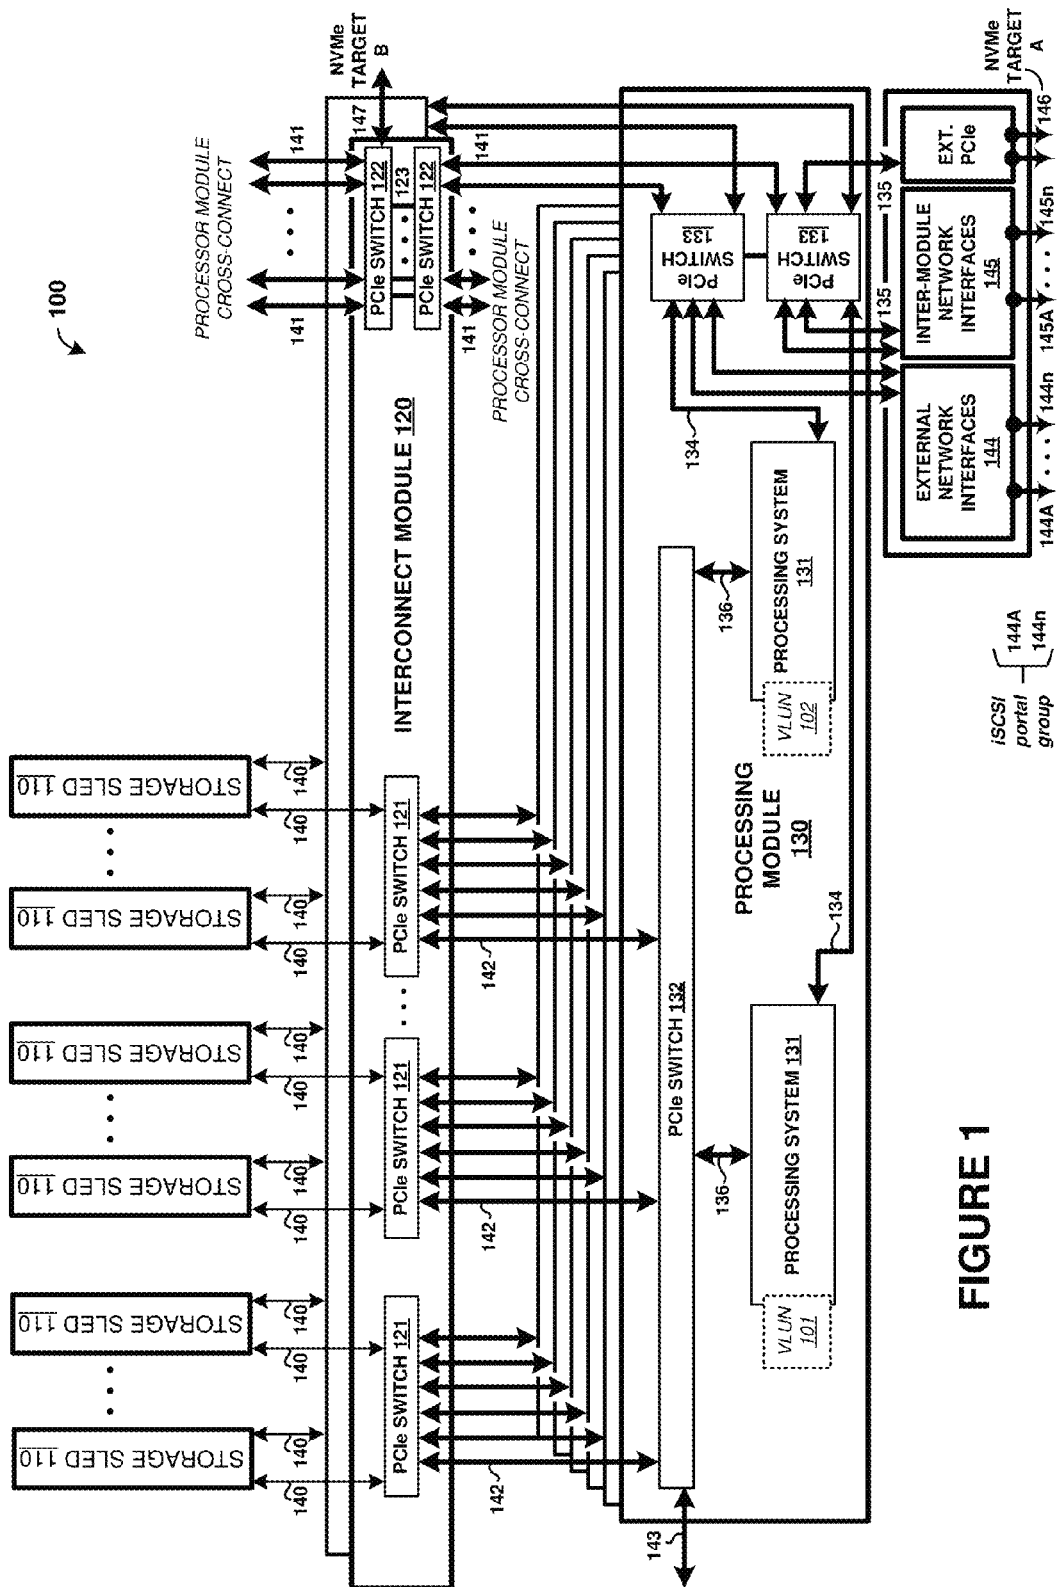 100
STORAGE SLED 110
STORAGE SLED 110
STORAGE SLED 110
STORAGE SLED 110
STORAGE SLED 110
STORAGE SLED 110
140
140
140
140
140
140
140
140
140
140
140
140
PROCESSOR MODULE
CROSS-CONNECT
141
141
NVMe
TARGET
B
147
INTERCONNECT MODULE 120
PCIe SWITCH 121
PCIe SWITCH 121
PCIe SWITCH 121
PCIe SWITCH 122
123
PCIe SWITCH 122
141
141
PROCESSOR MODULE
CROSS-CONNECT
142
142
142
143
PCIe SWITCH 132
PCIe
SWITCH
133
PCIe
SWITCH
133
134
134
135
135
136
136
PROCESSING SYSTEM 131
VLUN
101
PROCESSING SYSTEM
131
VLUN
102
PROCESSING
MODULE
130
EXTERNAL
NETWORK
INTERFACES
144
INTER-MODULE
NETWORK
INTERFACES
145
EXT.
PCIe
144A
144n
145A
145n
146
NVMe
TARGET
A
iSCSI
portal
group
144A
144n
FIGURE 1